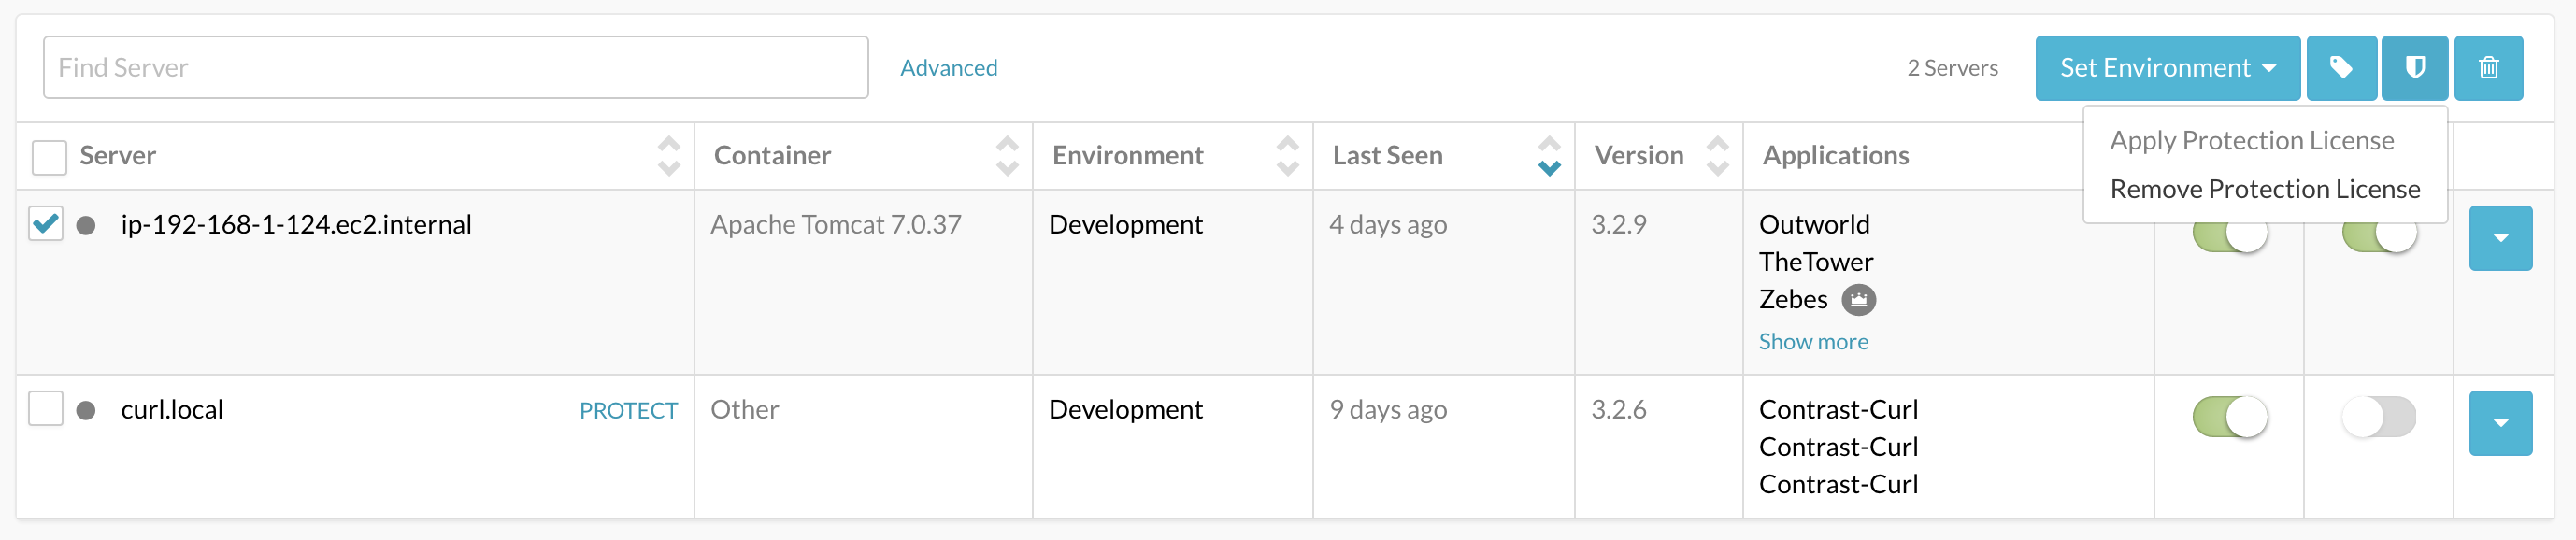 Find Server
Advanced
2 Servers
Set Environment
Apply Protection License
Remove Protection License
Server
Container
Environment
Last Seen
Version
Applications
ip-192-168-1-124.ec2.internal
Apache Tomcat 7.0.37
Development
4 days ago
3.2.9
Outworld
TheTower
Zebes
Show more
curl.local
PROTECT
Other
Development
9 days ago
3.2.6
Contrast-Curl
Contrast-Curl
Contrast-Curl